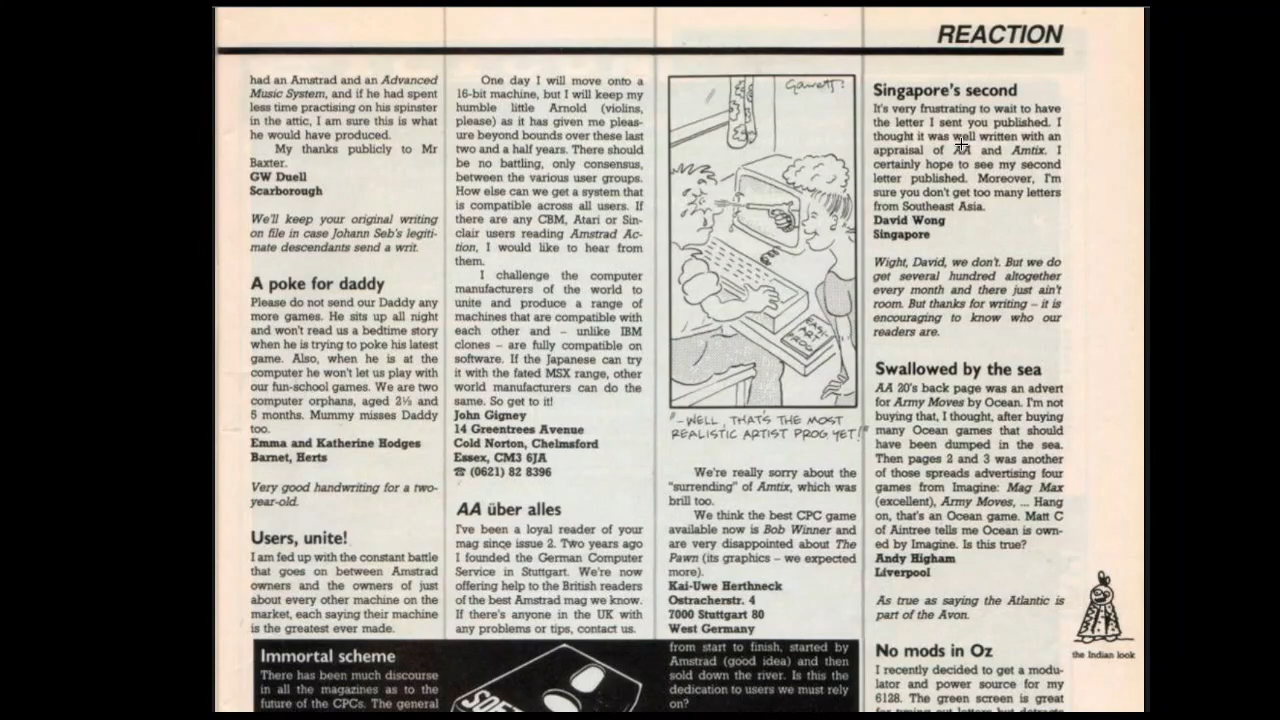 REACTION
had an Amstrad and an Advanced
Music System, and if he had spent
less time practising on his spinster
in the attic, I am sure this is what
he would have produced.
My thanks publicly to Mr
Baxter.
GW Duell
Scarborough
We'll keep your original writing
on file in case Johann Seb's legiti-
mate descendants send a writ.
A poke for daddy
Please do not send our Daddy any
more games. He sits up all night
and won't read us a bedtime story
when he is trying to poke his latest
game. Also, when he is at the
computer he won't let us play with
our fun-school games. We are two
computer orphans, aged 2½ and
5 months. Mummy misses Daddy
too.
Emma and Katherine Hodges
Barnet, Herts
Very good handwriting for a two-
year-old.
Users, unite!
I am fed up with the constant battle
that goes on between Amstrad
owners and the owners of just
about every other machine on the
market, each saying their machine
is the greatest ever made.
One day I will move onto a
16-bit machine, but I will keep my
humble little Arnold (violins,
please) as it has given me pleas-
ure beyond bounds over these last
two and a half years. There should
be no battling, only consensus,
between the various user groups.
How else can we get a system that
is compatible across all users. If
there are any CBM, Atari or Sin-
clair users reading Amstrad Ac-
tion, I would like to hear from
them.
I challenge the computer
manufacturers of the world to
unite and produce a range of
machines that are compatible with
each other and – unlike IBM
clones – are fully compatible on
software. If the Japanese can try
it with the fated MSX range, other
world manufacturers can do the
same. So get to it!
John Gigney
14 Greentrees Avenue
Cold Norton, Chelmsford
Essex, CM3 6JA
☎ (0621) 82 8396
AA über alles
I've been a loyal reader of your
mag since issue 2. Two years ago
I founded the German Computer
Service in Stuttgart. We're now
offering help to the British readers
of the best Amstrad mag we know.
If there's anyone in the UK with
any problems or tips, contact us.
Garrett!
EASY-
ART
PROG
"–WELL, THAT'S THE MOST
REALISTIC ARTIST PROG YET!"
We're really sorry about the
"surrending" of Amtix, which was
brill too.
We think the best CPC game
available now is Bob Winner and
are very disappointed about The
Pawn (its graphics – we expected
more).
Kai-Uwe Herthneck
Ostracherstr. 4
7000 Stuttgart 80
West Germany
Singapore's second
It's very frustrating to wait to have
the letter I sent you published. I
thought it was well written with an
appraisal of AA and Amtix. I
certainly hope to see my second
letter published. Moreover, I'm
sure you don't get too many letters
from Southeast Asia.
David Wong
Singapore
Wight, David, we don't. But we do
get several hundred altogether
every month and there just ain't
room. But thanks for writing – it is
encouraging to know who our
readers are.
Swallowed by the sea
AA 20's back page was an advert
for Army Moves by Ocean. I'm not
buying that, I thought, after buying
many Ocean games that should
have been dumped in the sea.
Then pages 2 and 3 was another
of those spreads advertising four
games from Imagine: Mag Max
(excellent), Army Moves, ... Hang
on, that's an Ocean game. Matt C
of Aintree tells me Ocean is own-
ed by Imagine. Is this true?
Andy Higham
Liverpool
As true as saying the Atlantic is
part of the Avon.
No mods in Oz
I recently decided to get a modu-
lator and power source for my
6128. The green screen is great
the Indian look
Immortal scheme
There has been much discourse
in all the magazines as to the
future of the CPCs. The general
SOFT
from start to finish, started by
Amstrad (good idea) and then
sold down the river. Is this the
dedication to users we must rely
on?